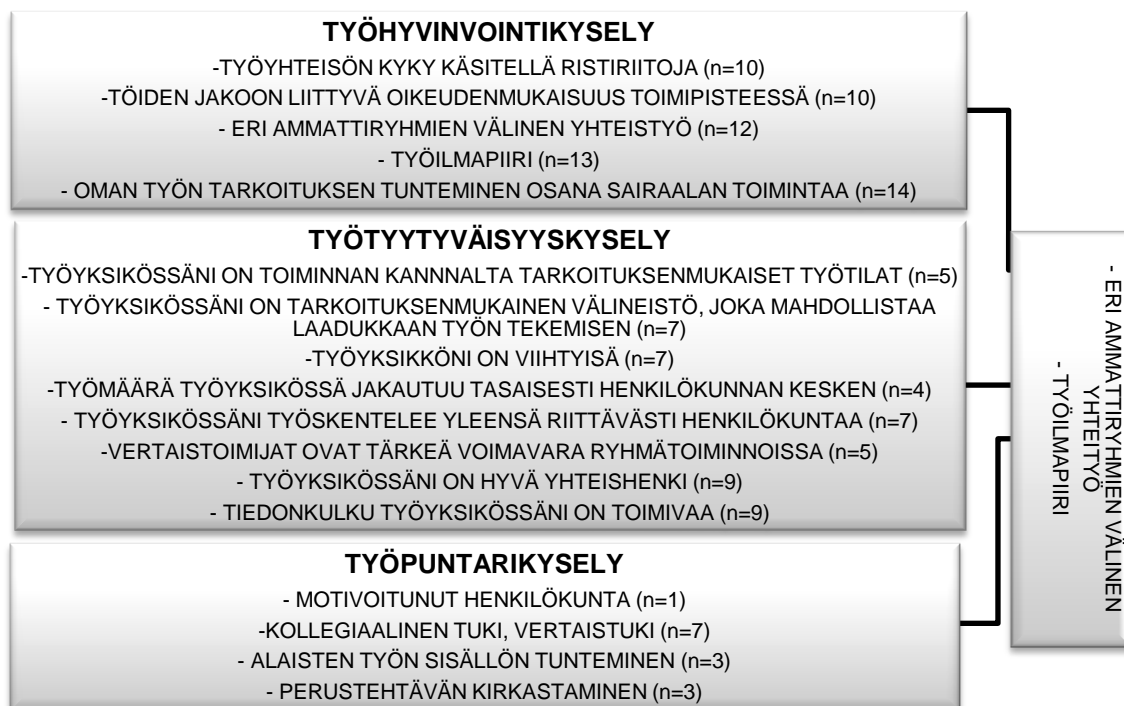 TYÖHYVINVOINTIKYSELY
-TYÖYHTEISÖN KYKY KÄSITELLÄ RISTIRIITOJA (n=10)
-TÖIDEN JAKOON LIITTYVÄ OIKEUDENMUKAISUUS TOIMIPISTEESSÄ (n=10)
- ERI AMMATTIRYHMIEN VÄLINEN YHTEISTYÖ (n=12)
- TYÖILMAPIIRI (n=13)
- OMAN TYÖN TARKOITUKSEN TUNTEMINEN OSANA SAIRAALAN TOIMINTAA (n=14)
TYÖTYYTYVÄISYYSKYSELY
-TYÖYKSIKÖSSÄNI ON TOIMINNAN KANNNALTA TARKOITUKSENMUKAISET TYÖTILAT (n=5)
- TYÖYKSIKÖSSÄNI ON TARKOITUKSENMUKAINEN VÄLINEISTÖ, JOKA MAHDOLLISTAA
LAADUKKAAN TYÖN TEKEMISEN (n=7)
-TYÖYKSIKKÖNI ON VIIHTYISÄ (n=7)
-TYÖMÄÄRÄ TYÖYKSIKÖSSÄ JAKAUTUU TASAISESTI HENKILÖKUNNAN KESKEN (n=4)
- TYÖYKSIKÖSSÄNI TYÖSKENTELEE YLEENSÄ RIITTÄVÄSTI HENKILÖKUNTAA (n=7)
-VERTAISTOIMIJAT OVAT TÄRKEÄ VOIMAVARA RYHMÄTOIMINNOISSA (n=5)
- TYÖYKSIKÖSSÄNI ON HYVÄ YHTEISHENKI (n=9)
- TIEDONKULKU TYÖYKSIKÖSSÄNI ON TOIMIVAA (n=9)
TYÖPUNTARIKYSELY
- MOTIVOITUNUT HENKILÖKUNTA (n=1)
-KOLLEGIAALINEN TUKI, VERTAISTUKI (n=7)
- ALAISTEN TYÖN SISÄLLÖN TUNTEMINEN (n=3)
- PERUSTEHTÄVÄN KIRKASTAMINEN (n=3)
- ERI AMMATTIRYHMIEN VÄLINEN
YHTEITYÖ
- TYÖILMAPIIRI